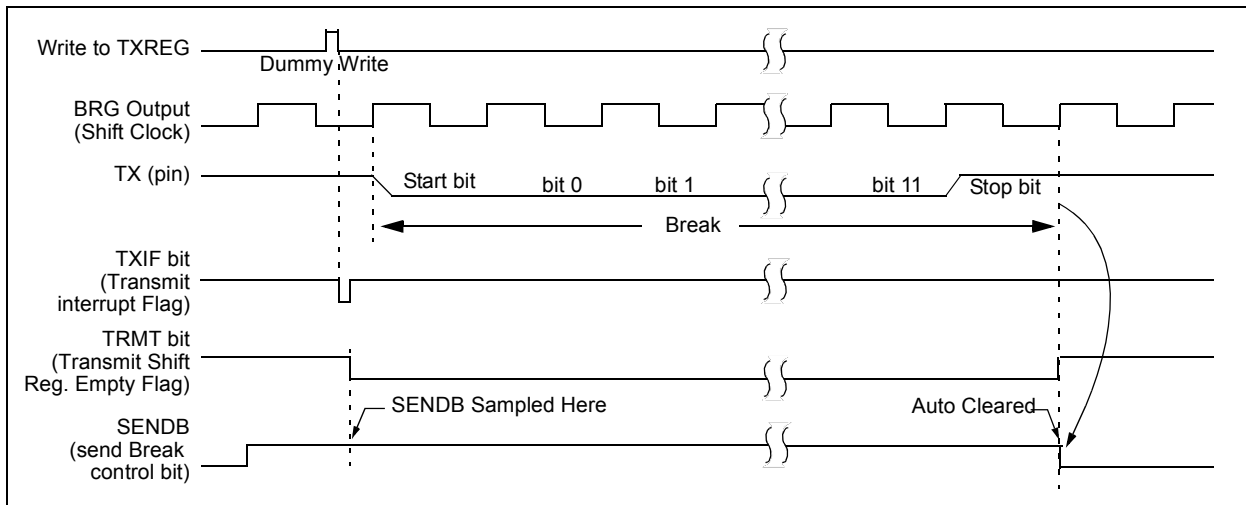 Write to TXREG
Dummy Write
BRG Output
(Shift Clock)
TX (pin)
Start bit
bit 0
bit 1
bit 11
Stop bit
Break
TXIF bit
(Transmit
interrupt Flag)
TRMT bit
(Transmit Shift
Reg. Empty Flag)
SENDB Sampled Here
Auto Cleared
SENDB
(send Break
control bit)